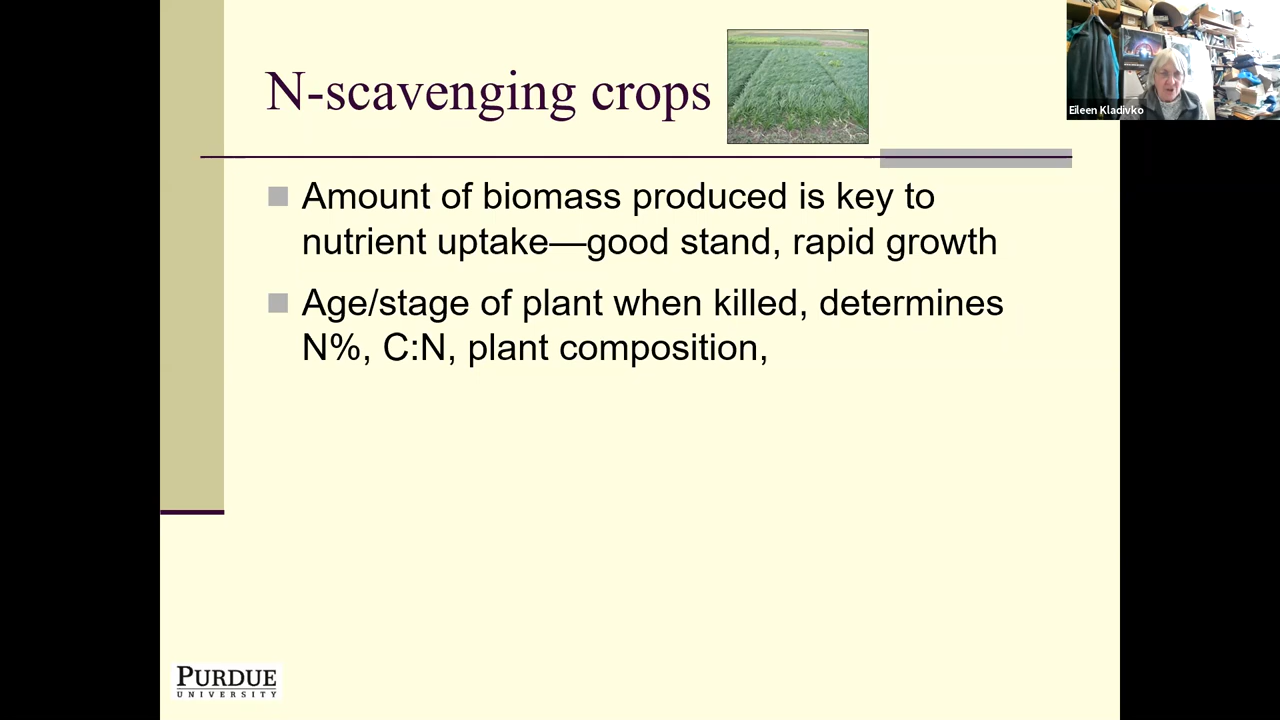 N-scavenging crops
Eileen Kladivko
Amount of biomass produced is key to
nutrient uptake—good stand, rapid growth
Age/stage of plant when killed, determines
N%, C:N, plant composition,
PURDUE
UNIVERSITY